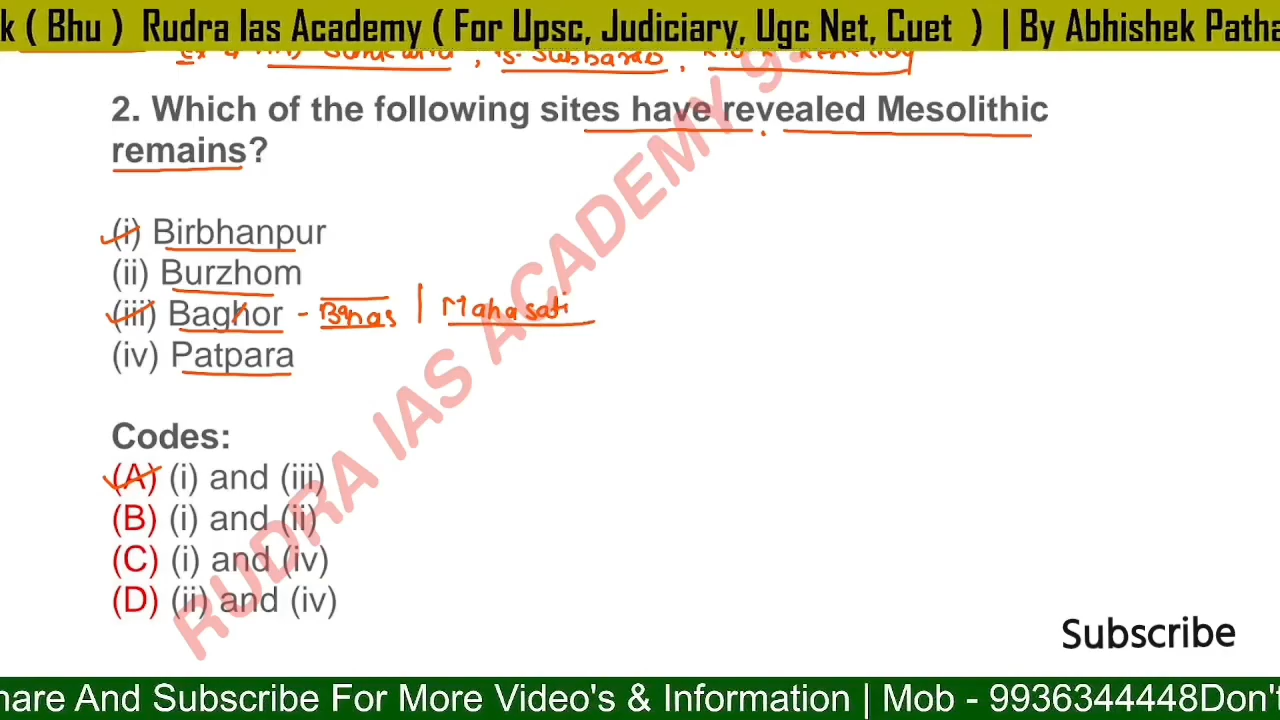 k ( Bhu ) Rudra Ias Academy ( For Upsc, Judiciary, Ugc Net, Cuet ) | By Abhishek Patha
2. Which of the following sites have revealed Mesolithic
remains?
(i) Birbhanpur
(ii) Burzhom
(iii) Baghor - Banas | Mahasati
(iv) Patpara
Codes:
(A) (i) and (iii)
(B) (i) and (ii)
(C) (i) and (iv)
(D) (ii) and (iv)
RUDRA IAS ACADEMY 9
Subscribe
hare And Subscribe For More Video's & Information | Mob - 9936344448Don't